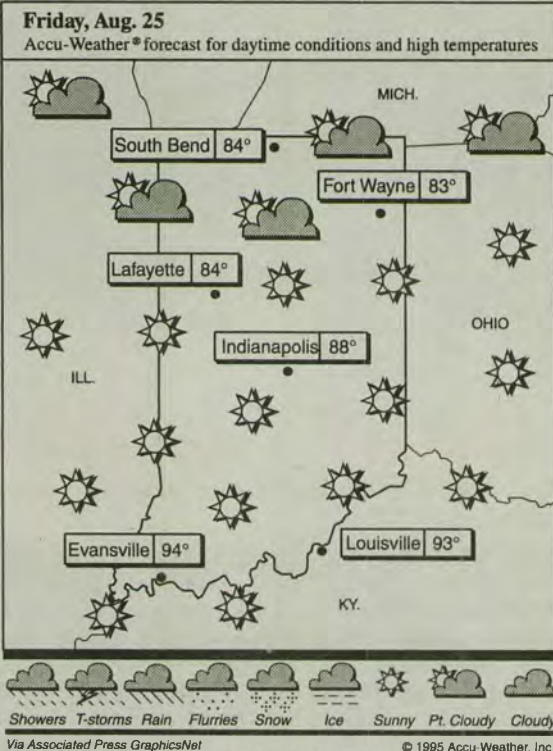 Friday, Aug. 25
Accu-Weather® forecast for daytime conditions and high temperatures
MICH.
South Bend 84°
Fort Wayne 83°
Lafayette 84°
OHIO
Indianapolis 88°
ILL.
Evansville 94°
Louisville 93°
KY.
Showers T-storms Rain Flurries Snow Ice Sunny Pt. Cloudy Cloudy
Via Associated Press GraphicsNet
© 1995 Accu-Weather, Inc